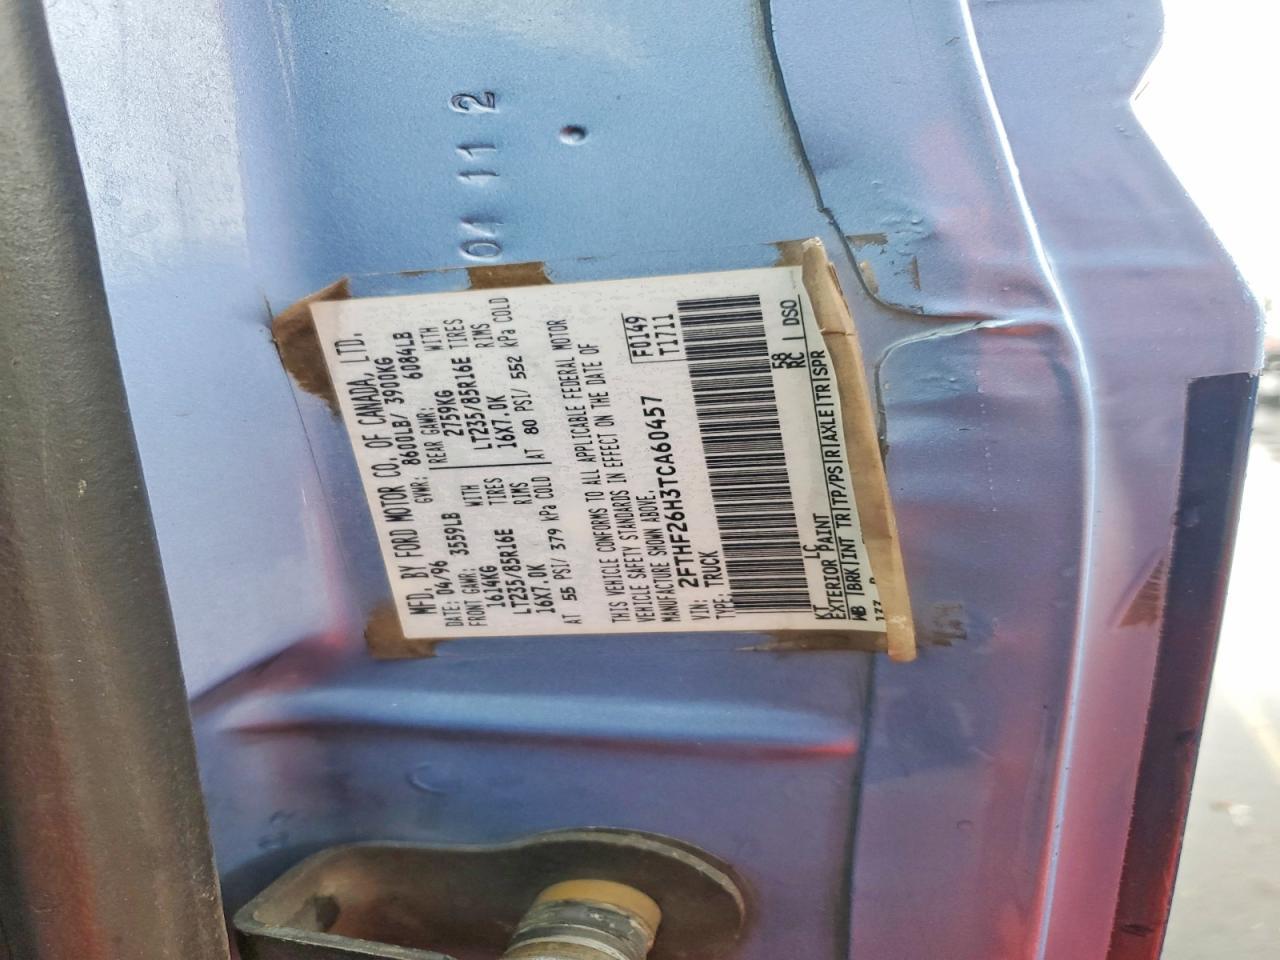 04 11 2
MFD. BY FORD MOTOR CO. OF CANADA, LTD.
DATE: 04/96 GVWR: 8600LB/ 3900KG
FRONT GAWR: 3559LB REAR GAWR: 6084LB
1614KG WITH 2759KG WITH
LT235/85R16E TIRES LT235/85R16E TIRES
16X7.0K RIMS 16X7.0K RIMS
AT 55 PSI/ 379 kPa COLD AT 80 PSI/ 552 kPa COLD
THIS VEHICLE CONFORMS TO ALL APPLICABLE FEDERAL MOTOR
VEHICLE SAFETY STANDARDS IN EFFECT ON THE DATE OF
MANUFACTURE SHOWN ABOVE.
VIN: 2FTHF26H3TCA60457 F0149
TYPE: TRUCK T1711
58
KT LC RC DSO
EXTERIOR PAINT
WB BRK INT TR TP/PS R AXLE TR SPR
177